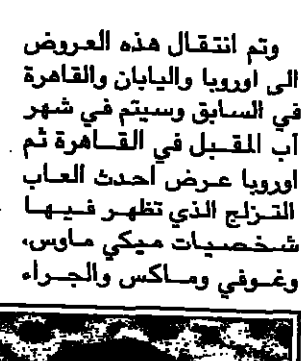 وتم انتقال هذه العروض
الى اوروبا واليابان والقاهرة
في السابق وسيتم في شهر
آب المقبل في القاهرة ثم
اوروبا عرض احدث العاب
التزلج الذي تظهر فيها
شخصيات ميكي ماوس،
وغوفي وماكس والجراء